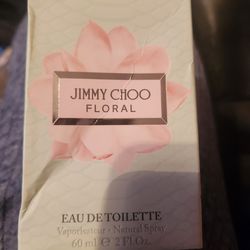 JIMMY CHOO
FLORAL
EAU DE TOILETTE
Vaporisateur - Natural Spray
60 ml ℮ 2 Fl.Oz.